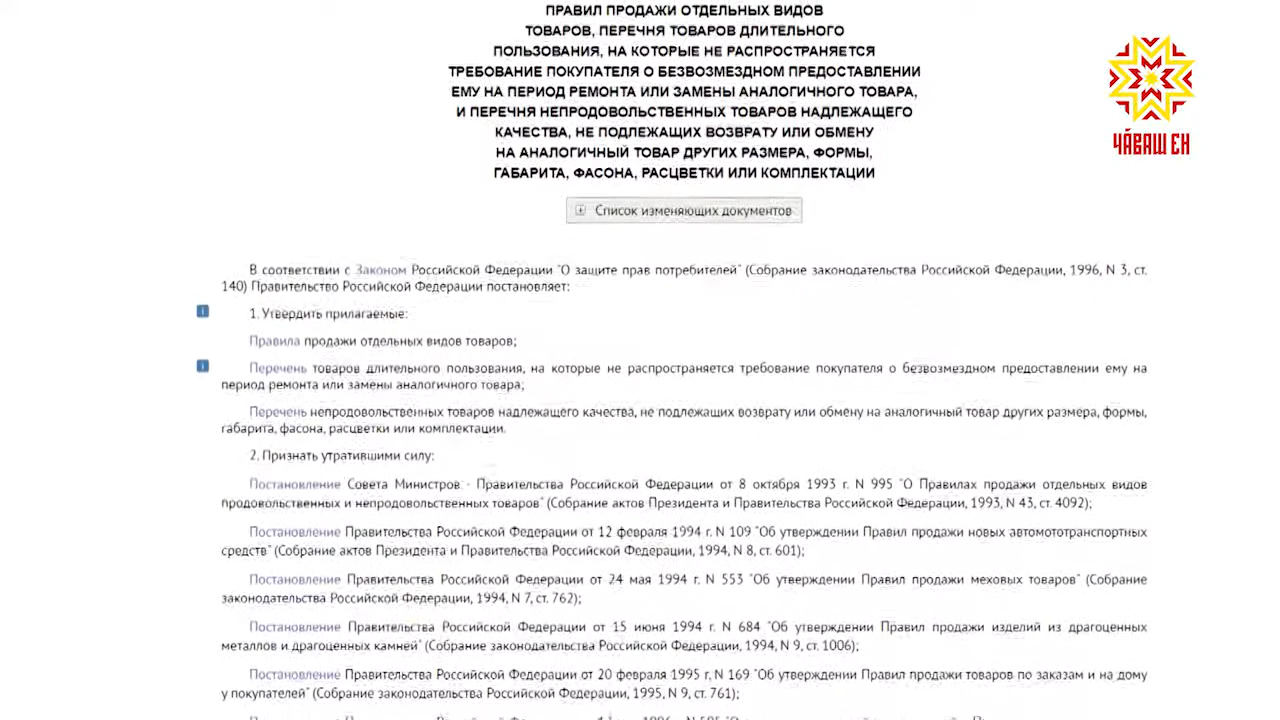 ПРАВИЛ ПРОДАЖИ ОТДЕЛЬНЫХ ВИДОВ
ТОВАРОВ, ПЕРЕЧНЯ ТОВАРОВ ДЛИТЕЛЬНОГО
ПОЛЬЗОВАНИЯ, НА КОТОРЫЕ НЕ РАСПРОСТРАНЯЕТСЯ
ТРЕБОВАНИЕ ПОКУПАТЕЛЯ О БЕЗВОЗМЕЗДНОМ ПРЕДОСТАВЛЕНИИ
ЕМУ НА ПЕРИОД РЕМОНТА ИЛИ ЗАМЕНЫ АНАЛОГИЧНОГО ТОВАРА,
И ПЕРЕЧНЯ НЕПРОДОВОЛЬСТВЕННЫХ ТОВАРОВ НАДЛЕЖАЩЕГО
КАЧЕСТВА, НЕ ПОДЛЕЖАЩИХ ВОЗВРАТУ ИЛИ ОБМЕНУ
НА АНАЛОГИЧНЫЙ ТОВАР ДРУГИХ РАЗМЕРА, ФОРМЫ,
ГАБАРИТА, ФАСОНА, РАСЦВЕТКИ ИЛИ КОМПЛЕКТАЦИИ
ЧӐВАШ ЕН
Список изменяющих документов
В соответствии с Законом Российской Федерации "О защите прав потребителей" (Собрание законодательства Российской Федерации, 1996, N 3, ст.
140) Правительство Российской Федерации постановляет:
1. Утвердить прилагаемые:
Правила продажи отдельных видов товаров;
Перечень товаров длительного пользования, на которые не распространяется требование покупателя о безвозмездном предоставлении ему на
период ремонта или замены аналогичного товара;
Перечень непродовольственных товаров надлежащего качества, не подлежащих возврату или обмену на аналогичный товар других размера, формы,
габарита, фасона, расцветки или комплектации.
2. Признать утратившими силу:
Постановление Совета Министров - Правительства Российской Федерации от 8 октября 1993 г. N 995 "О Правилах продажи отдельных видов
продовольственных и непродовольственных товаров" (Собрание актов Президента и Правительства Российской Федерации, 1993, N 43, ст. 4092);
Постановление Правительства Российской Федерации от 12 февраля 1994 г. N 109 "Об утверждении Правил продажи новых автомототранспортных
средств" (Собрание актов Президента и Правительства Российской Федерации, 1994, N 8, ст. 601);
Постановление Правительства Российской Федерации от 24 мая 1994 г. N 553 "Об утверждении Правил продажи меховых товаров" (Собрание
законодательства Российской Федерации, 1994, N 7, ст. 762);
Постановление Правительства Российской Федерации от 15 июня 1994 г. N 684 "Об утверждении Правил продажи изделий из драгоценных
металлов и драгоценных камней" (Собрание законодательства Российской Федерации, 1994, N 9, ст. 1006);
Постановление Правительства Российской Федерации от 20 февраля 1995 г. N 169 "Об утверждении Правил продажи товаров по заказам и на дому
у покупателей" (Собрание законодательства Российской Федерации, 1995, N 9, ст. 761);